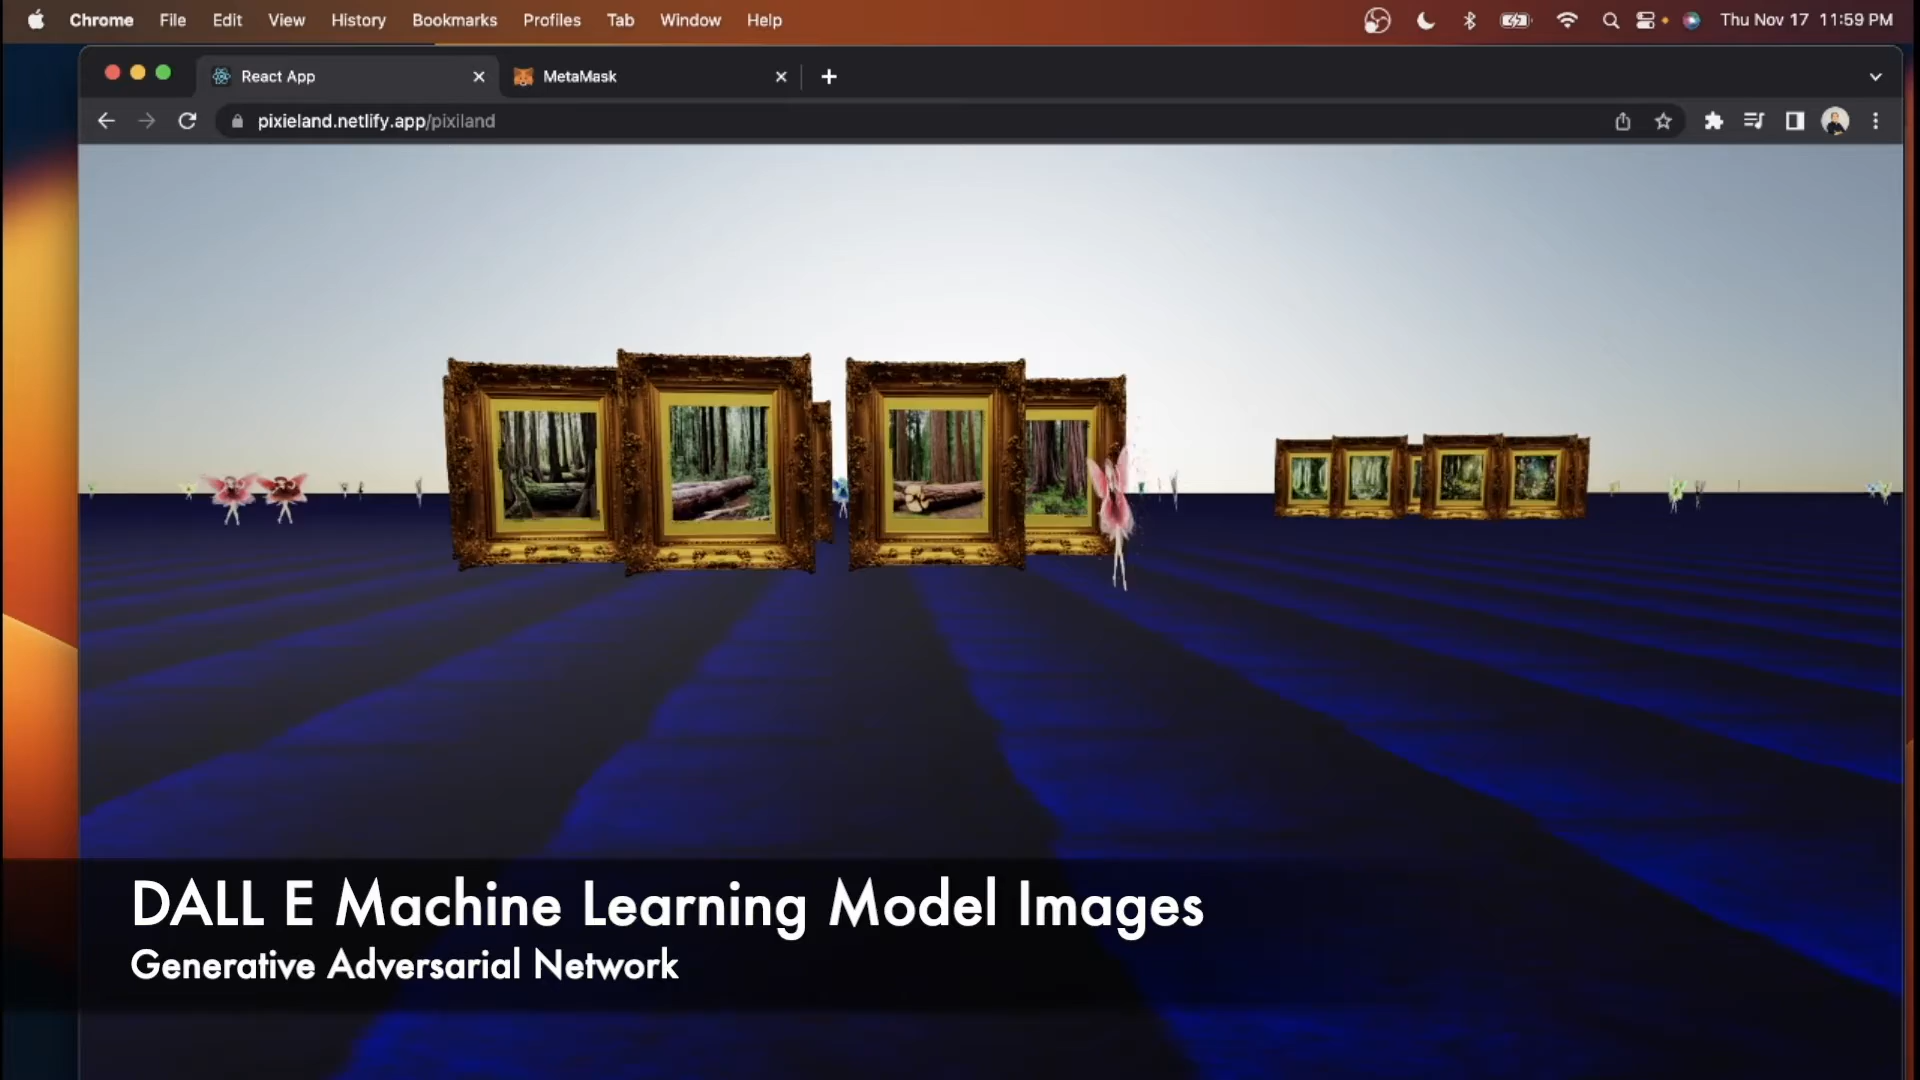 Chrome File Edit View History Bookmarks Profiles Tab Window Help Thu Nov 17 11:59 PM
React App MetaMask
pixieland.netlify.app/pixiland
DALL E Machine Learning Model Images
Generative Adversarial Network